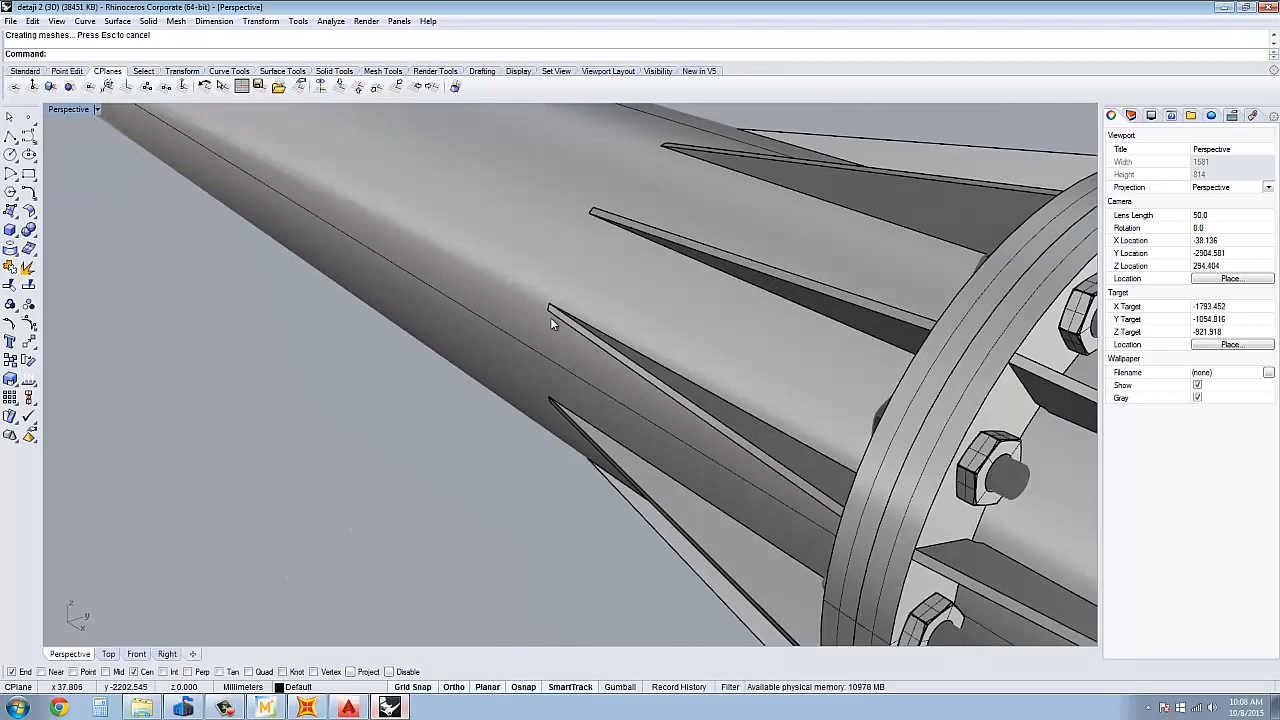 detaji 2 (3D) (38451 KB) - Rhinoceros Corporate (64-bit) - [Perspective]
File Edit View Curve Surface Solid Mesh Dimension Transform Tools Analyze Render Panels Help
Creating meshes... Press Esc to cancel
Command:
Standard Point Edit CPlanes Select Transform Curve Tools Surface Tools Solid Tools Mesh Tools Render Tools Drafting Display Set View Viewport Layout Visibility New in V5
Perspective
Viewport
Title Perspective
Width 1581
Height 814
Projection Perspective
Camera
Lens Length 50.0
Rotation 0.0
X Location -38.136
Y Location -2904.581
Z Location 294.404
Location Place...
Target
X Target -1793.452
Y Target -1054.816
Z Target -921.918
Location Place...
Wallpaper
Filename (none) ...
Show
Gray
z
y
x
Perspective Top Front Right
End Near Point Mid Cen Int Perp Tan Quad Knot Vertex Project Disable
CPlane x 37.806 y -2202.545 z 0.000 Millimeters Default Grid Snap Ortho Planar Osnap SmartTrack Gumball Record History Filter Available physical memory: 10978 MB
10:08 AM
10/8/2015